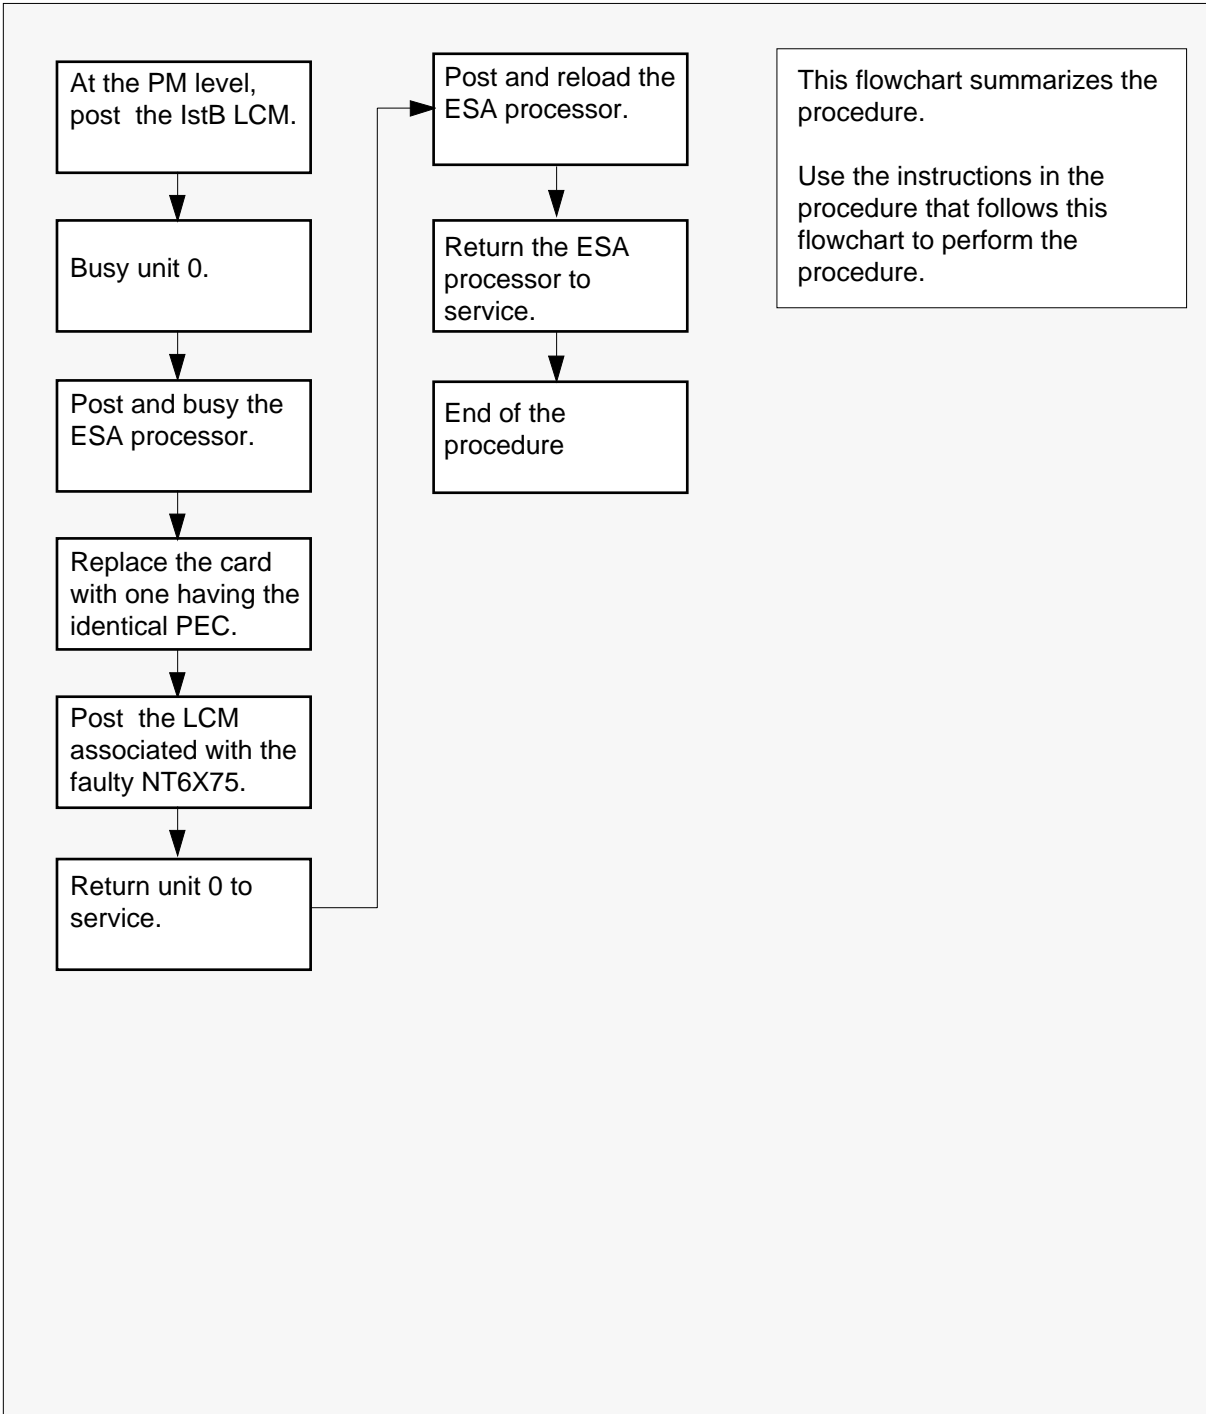 At the PM level,
post  the IstB LCM.
Busy unit 0.
Post and busy the
ESA processor.
Replace the card
with one having the
identical PEC.
Post  the LCM
associated with the
faulty NT6X75.
Return unit 0 to
service.
Post and reload the
ESA processor.
Return the ESA
processor to
service.
End of the
procedure
This flowchart summarizes the
procedure.
Use the instructions in the
procedure that follows this
flowchart to perform the
procedure.